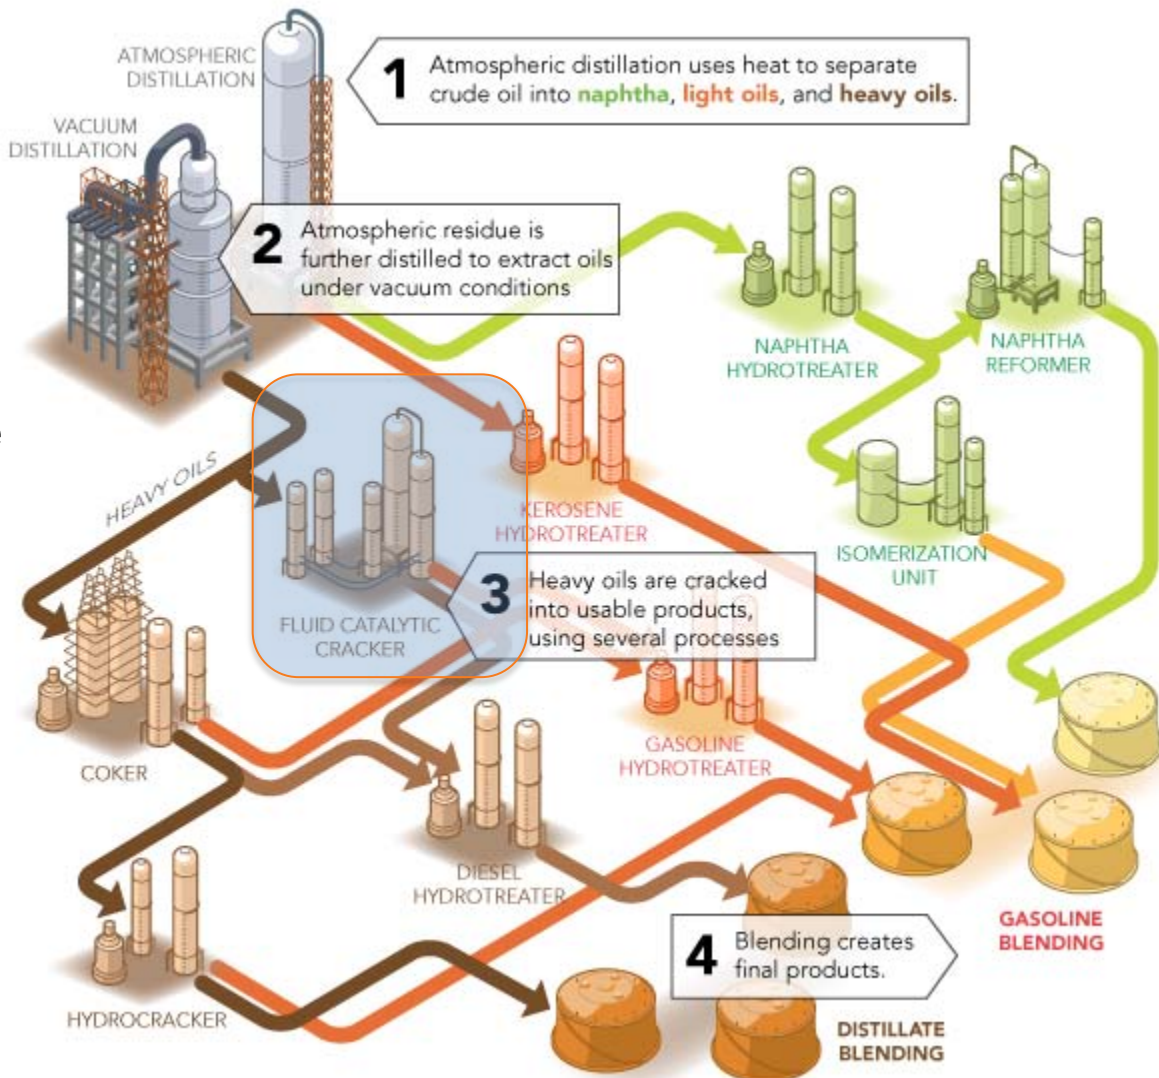 ATMOSPHERIC
DISTILLATION
1
Atmospheric distillation uses heat to separate
crude oil into naphtha, light oils, and heavy oils.
VACUUM
DISTILLATION
2
Atmospheric residue is
further distilled to extract oils
under vacuum conditions
NAPHTHA
HYDROTREATER
NAPHTHA
REFORMER
HEAVY OILS
KEROSENE
HYDROTREATER
ISOMERIZATION
UNIT
FLUID CATALYTIC
CRACKER
3
Heavy oils are cracked
into usable products,
using several processes
COKER
GASOLINE
HYDROTREATER
DIESEL
HYDROTREATER
GASOLINE
BLENDING
4
Blending creates
final products.
HYDROCRACKER
DISTILLATE
BLENDING